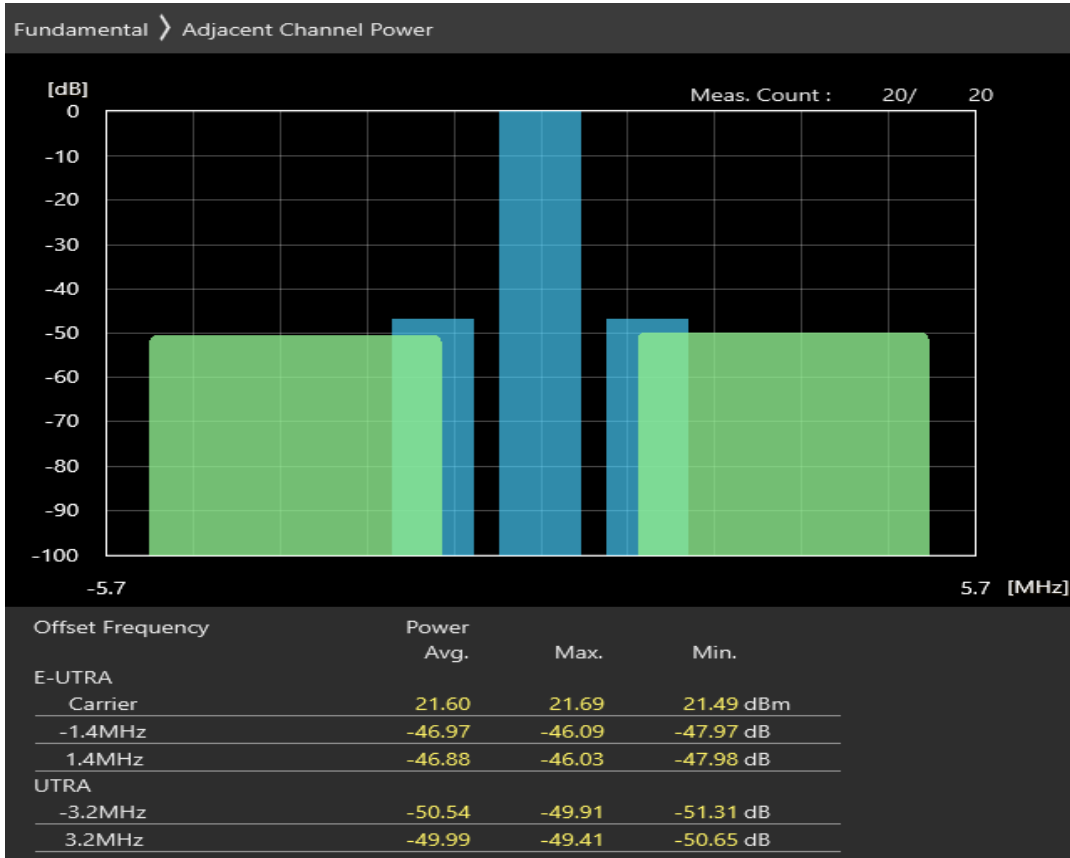 Fundamental 〉 Adjacent Channel Power
[dB]
Meas. Count : 20/ 20
0
-10
-20
-30
-40
-50
-60
-70
-80
-90
-100
-5.7 5.7 [MHz]
Offset Frequency Power
Avg. Max. Min.
E-UTRA
Carrier 21.60 21.69 21.49 dBm
-1.4MHz -46.97 -46.09 -47.97 dB
1.4MHz -46.88 -46.03 -47.98 dB
UTRA
-3.2MHz -50.54 -49.91 -51.31 dB
3.2MHz -49.99 -49.41 -50.65 dB